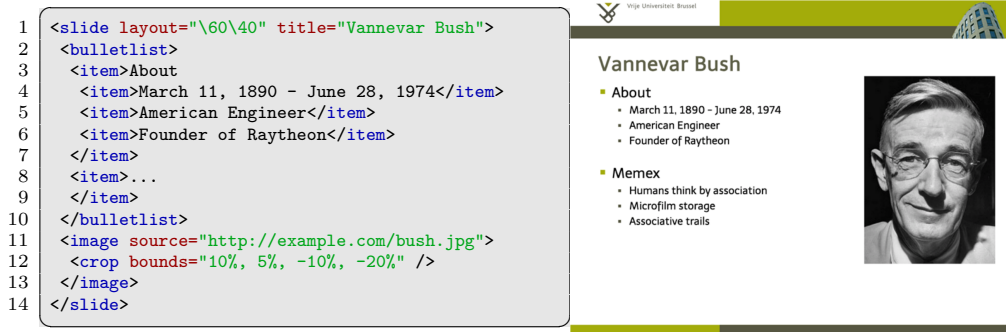 1 <slide layout="\60\40" title="Vannevar Bush">
2 <bulletlist>
3 <item>About
4 <item>March 11, 1890 - June 28, 1974</item>
5 <item>American Engineer</item>
6 <item>Founder of Raytheon</item>
7 </item>
8 <item>...
9 </item>
10 </bulletlist>
11 <image source="http://example.com/bush.jpg">
12 <crop bounds="10%, 5%, -10%, -20%" />
13 </image>
14 </slide>
Vrije Universiteit Brussel
Vannevar Bush
About
March 11, 1890 - June 28, 1974
American Engineer
Founder of Raytheon
Memex
Humans think by association
Microfilm storage
Associative trails